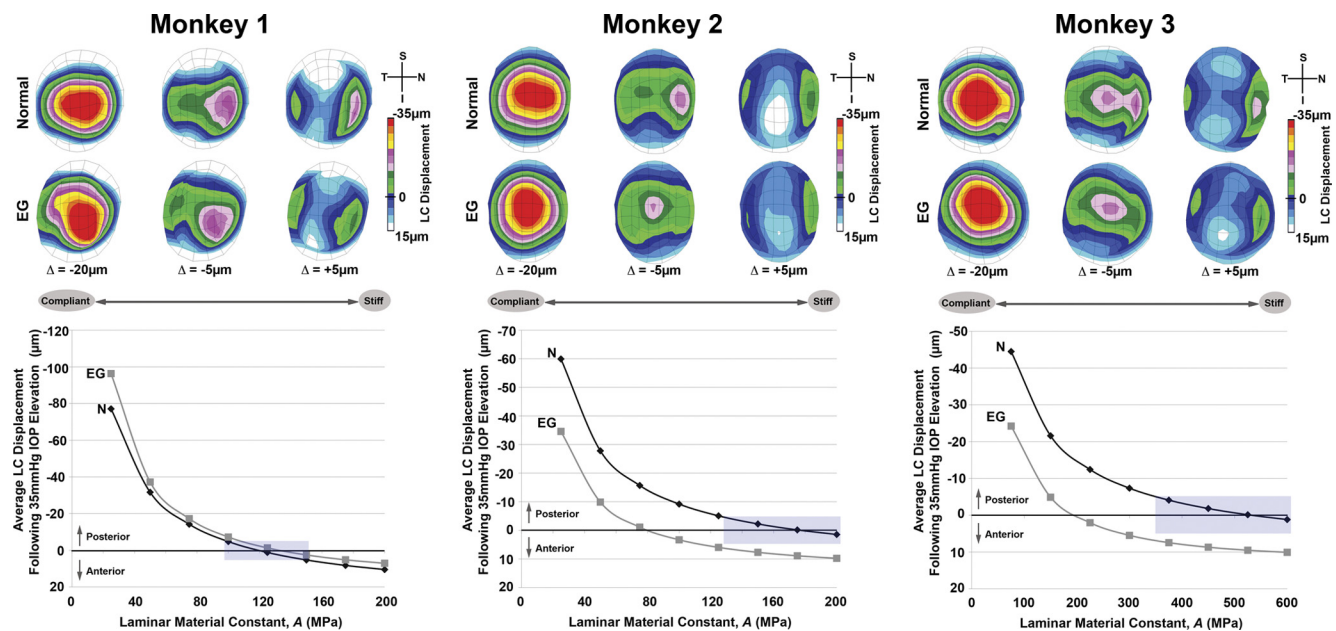 Monkey 1
Normal
EG
S
T
N
I
-35µm
0
15µm
LC Displacement
Δ = -20µm
Δ = -5µm
Δ = +5µm
Compliant
Stiff
Average LC Displacement
Following 35mmHg IOP Elevation (µm)
-120
-100
-80
-60
-40
-20
0
20
EG
N
Posterior
Anterior
0
40
80
120
160
200
Laminar Material Constant, A (MPa)
Monkey 2
Normal
EG
S
T
N
I
-35µm
0
15µm
LC Displacement
Δ = -20µm
Δ = -5µm
Δ = +5µm
Compliant
Stiff
Average LC Displacement
Following 35mmHg IOP Elevation (µm)
-70
-60
-50
-40
-30
-20
-10
0
10
20
N
EG
Posterior
Anterior
0
40
80
120
160
200
Laminar Material Constant, A (MPa)
Monkey 3
Normal
EG
S
T
N
I
-35µm
0
15µm
LC Displacement
Δ = -20µm
Δ = -5µm
Δ = +5µm
Compliant
Stiff
Average LC Displacement
Following 35mmHg IOP Elevation (µm)
-50
-40
-30
-20
-10
0
10
20
N
EG
Posterior
Anterior
0
100
200
300
400
500
600
Laminar Material Constant, A (MPa)